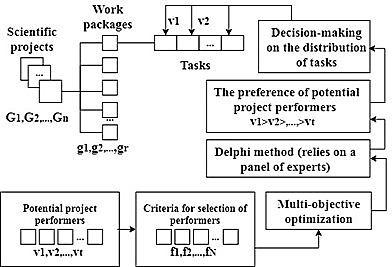 Scientific
projects
...
G1,G2,...,Gn
Work
packages
...
g1,g2,...,gr
v1 v2
...
Tasks
Decision-making
on the distribution
of tasks
The preference of potential
project performers
v1>v2>,...,>vt
Delphi method (relies on a
panel of experts)
Multi-objective
optimization
Potential project
performers
...
v1,v2,...,vt
Criteria for selection of
performers
...
f1,f2,...,fN